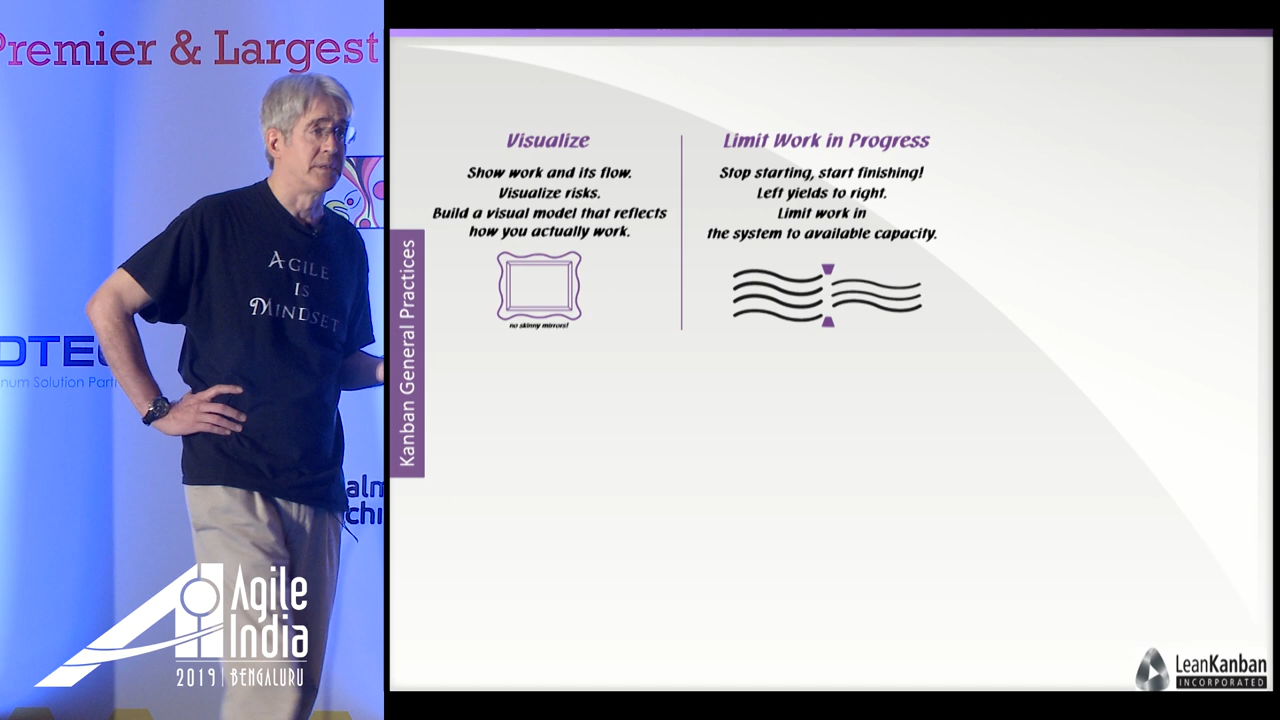 Premier & Largest
AGILE
IS
MINDSET
Agile
India
2019 | BENGALURU
Kanban General Practices
Visualize
Show work and its flow.
Visualize risks.
Build a visual model that reflects
how you actually work.
no skinny mirrors!
Limit Work in Progress
Stop starting, start finishing!
Left yields to right.
Limit work in
the system to available capacity.
LeanKanban
INCORPORATED